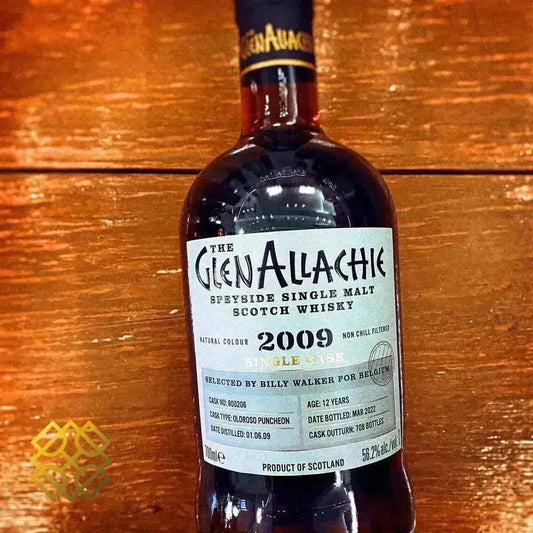 GLENALLACHIE
THE
GLENALLACHIE
SPEYSIDE SINGLE MALT
SCOTCH WHISKY
NATURAL COLOUR 2009 NON CHILL FILTERED
SINGLE CASK
SELECTED BY BILLY WALKER FOR BELGIUM
CASK NO: 800206 AGE: 12 YEARS
CASK TYPE: OLOROSO PUNCHEON DATE BOTTLED: MAR 2022
DATE DISTILLED: 01.06.09 CASK OUTTURN: 708 BOTTLES
700ml℮ 56.2%alc./vol.
PRODUCT OF SCOTLAND